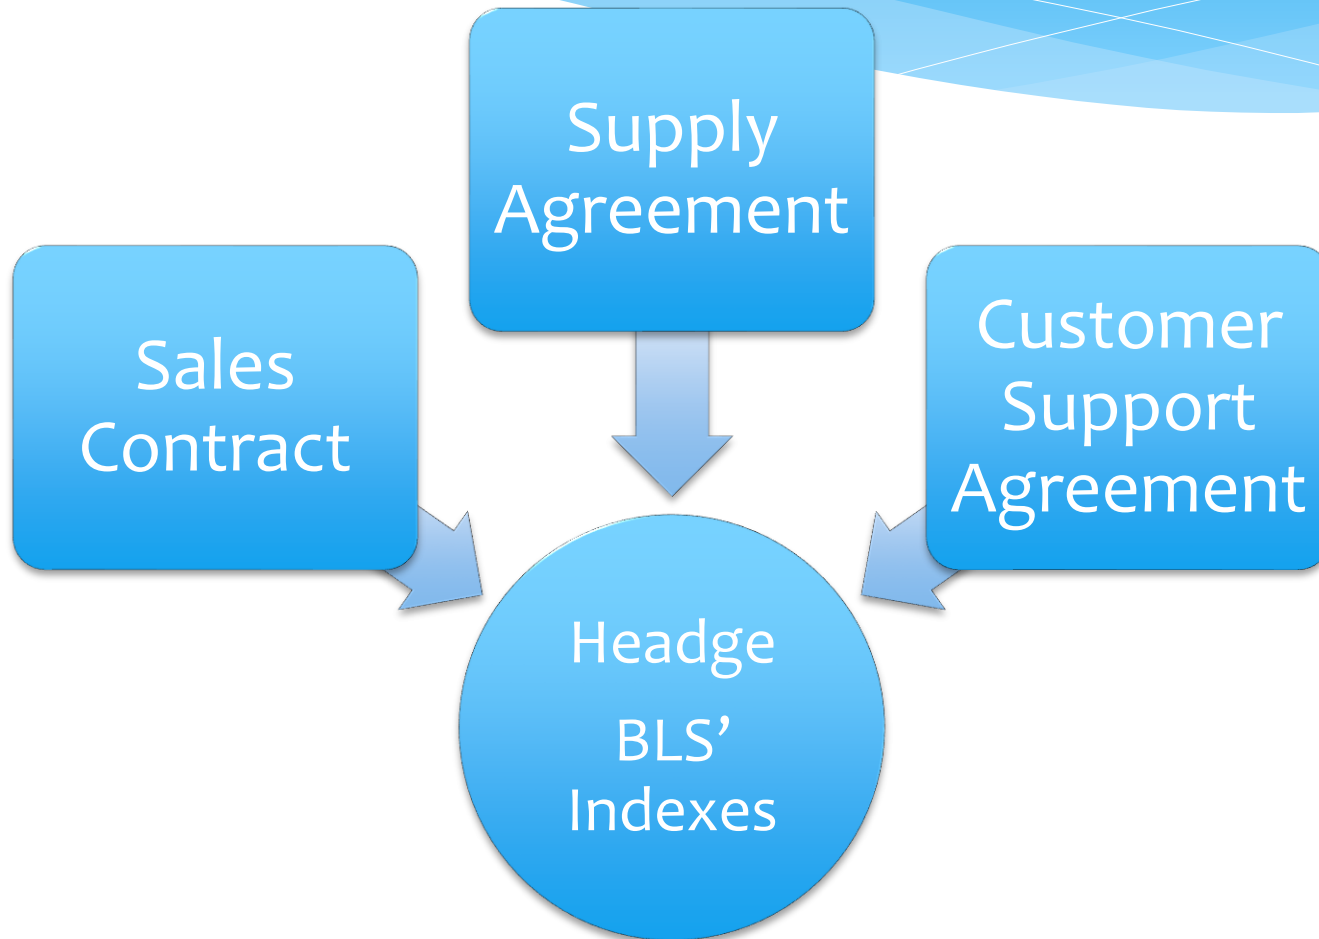 Supply
Agreement
Sales
Contract
Customer
Support
Agreement
Headge
BLS’
Indexes